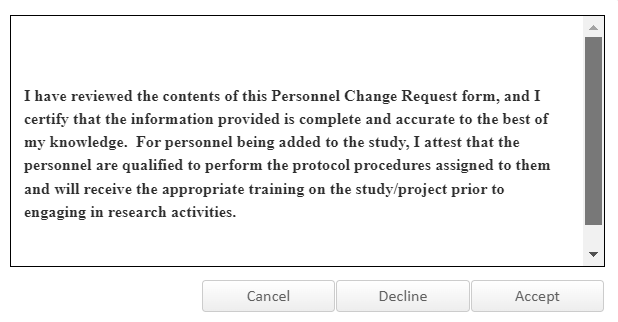 I have reviewed the contents of this Personnel Change Request form, and I
certify that the information provided is complete and accurate to the best of
my knowledge.  For personnel being added to the study, I attest that the
personnel are qualified to perform the protocol procedures assigned to them
and will receive the appropriate training on the study/project prior to
engaging in research activities.
Cancel
Decline
Accept